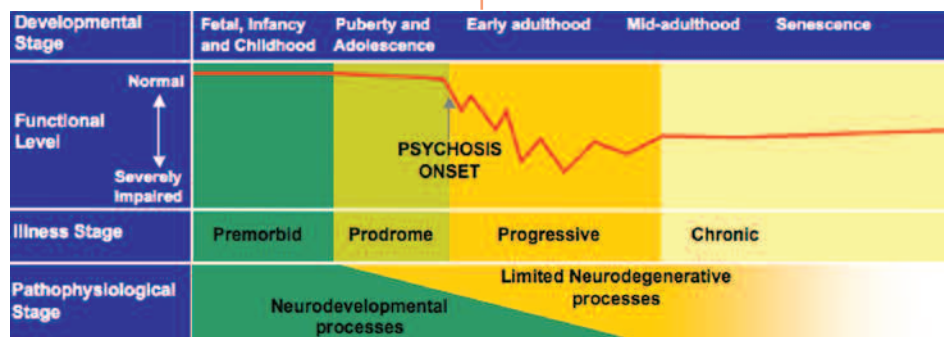 Developmental
Stage
Fetal, Infancy
and Childhood
Puberty and
Adolescence
Early adulthood
Mid-adulthood
Senescence
Functional
Level
Normal
Severely
Impaired
PSYCHOSIS
ONSET
Illness Stage
Premorbid
Prodrome
Progressive
Chronic
Pathophysiological
Stage
Neurodevelopmental
processes
Limited Neurodegenerative
processes